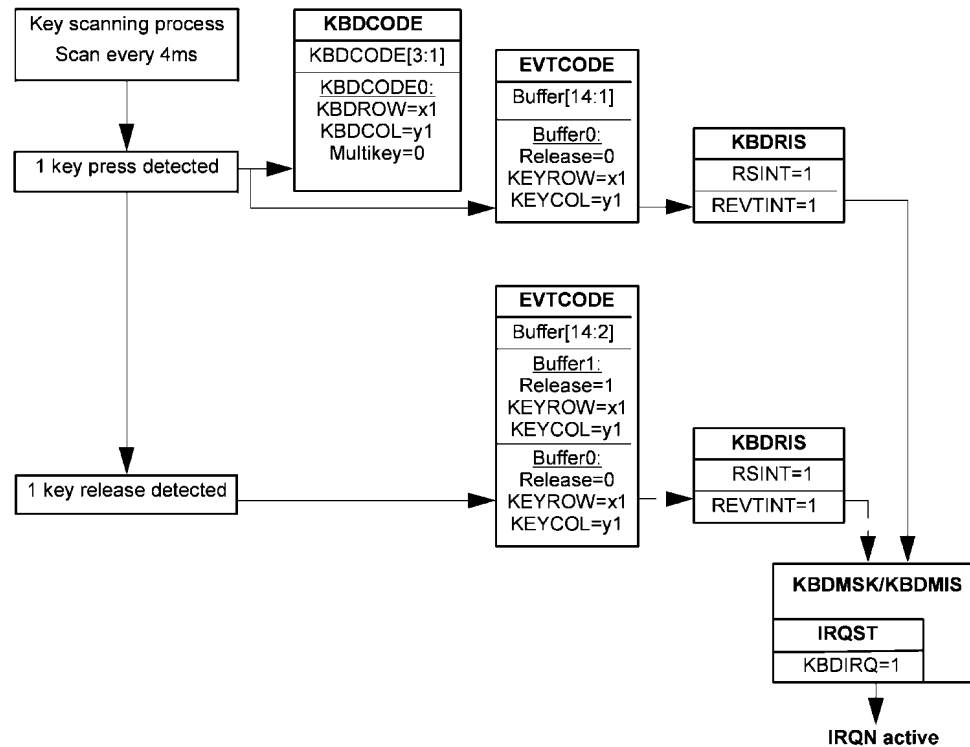 Key scanning process
Scan every 4ms
1 key press detected
KBDCODE
KBDCODE[3:1]
KBDCODE0:
KBDROW=x1
KBDCOL=y1
Multikey=0
EVTCODE
Buffer[14:1]
Buffer0:
Release=0
KEYROW=x1
KEYCOL=y1
KBDRIS
RSINT=1
REVTINT=1
1 key release detected
EVTCODE
Buffer[14:2]
Buffer1:
Release=1
KEYROW=x1
KEYCOL=y1
Buffer0:
Release=0
KEYROW=x1
KEYCOL=y1
KBDRIS
RSINT=1
REVTINT=1
KBDMSK/KBDMIS
IRQST
KBDIRQ=1
IRQN active